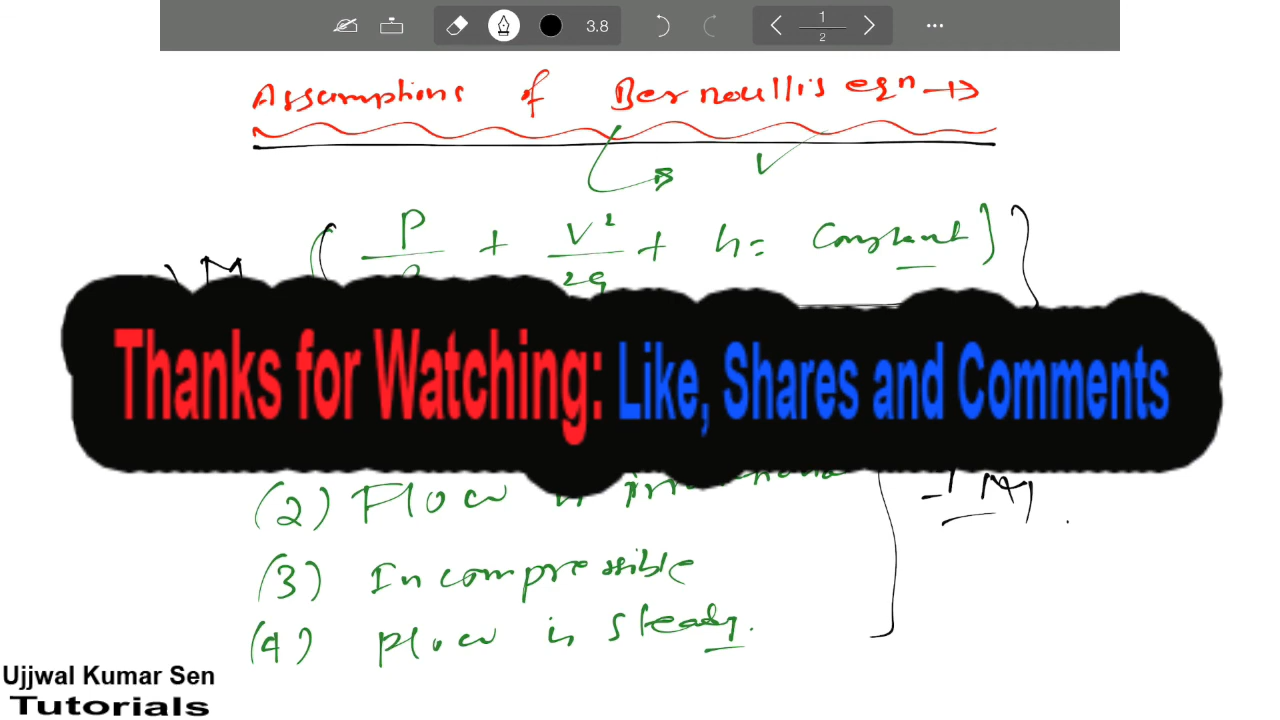 3.8
1
2
Assumptions of Bernoullis eqn →
P + V² + h = Constant
2g
Thanks for Watching: Like, Shares and Comments
(2) Flow
(3) Incompressible
(4) Flow is steady.
Ujjwal Kumar Sen
Tutorials